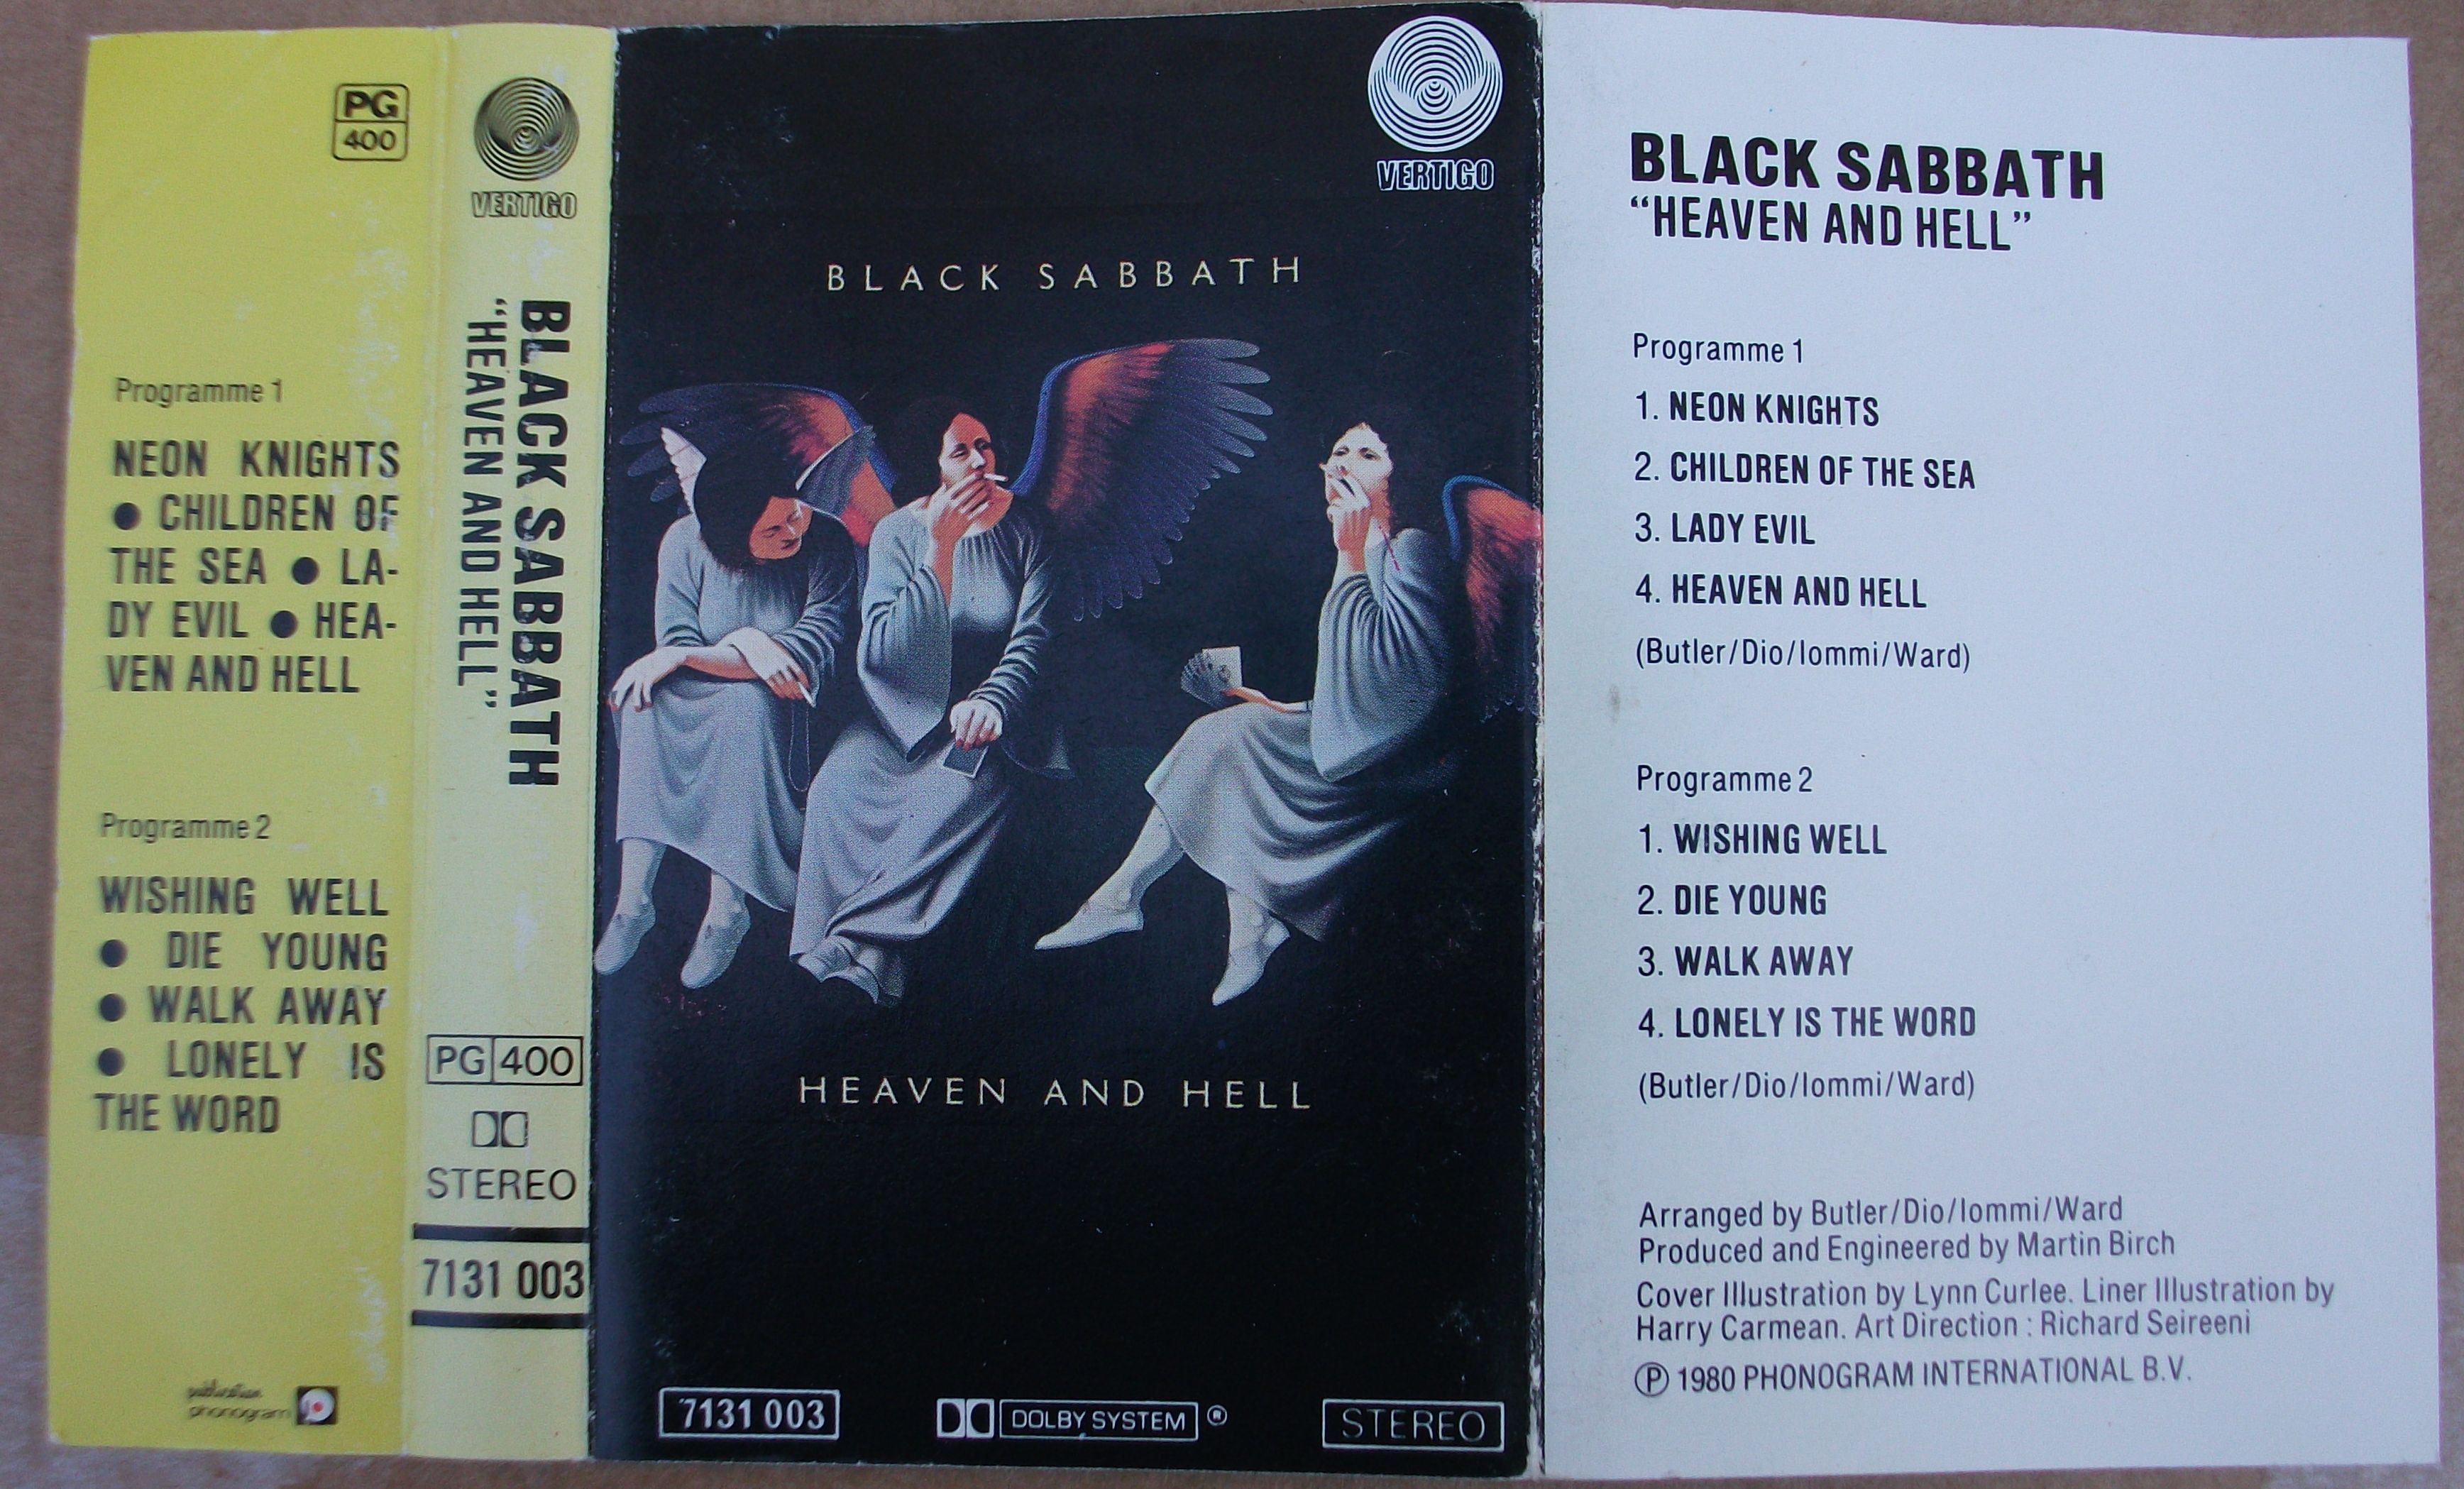 PG
400
Programme 1
NEON KNIGHTS
● CHILDREN OF
THE SEA ● LA-
DY EVIL ● HEA-
VEN AND HELL
Programme 2
WISHING WELL
● DIE YOUNG
● WALK AWAY
● LONELY IS
THE WORD
publication
phonogram
VERTIGO
BLACK SABBATH
“HEAVEN AND HELL”
PG 400
STEREO
7131 003
VERTIGO
BLACK SABBATH
HEAVEN AND HELL
7131 003
DOLBY SYSTEM ®
STEREO
BLACK SABBATH
“HEAVEN AND HELL”
Programme 1
1. NEON KNIGHTS
2. CHILDREN OF THE SEA
3. LADY EVIL
4. HEAVEN AND HELL
(Butler/Dio/Iommi/Ward)
Programme 2
1. WISHING WELL
2. DIE YOUNG
3. WALK AWAY
4. LONELY IS THE WORD
(Butler/Dio/Iommi/Ward)
Arranged by Butler/Dio/Iommi/Ward
Produced and Engineered by Martin Birch
Cover Illustration by Lynn Curlee. Liner Illustration by
Harry Carmean. Art Direction : Richard Seireeni
℗ 1980 PHONOGRAM INTERNATIONAL B.V.